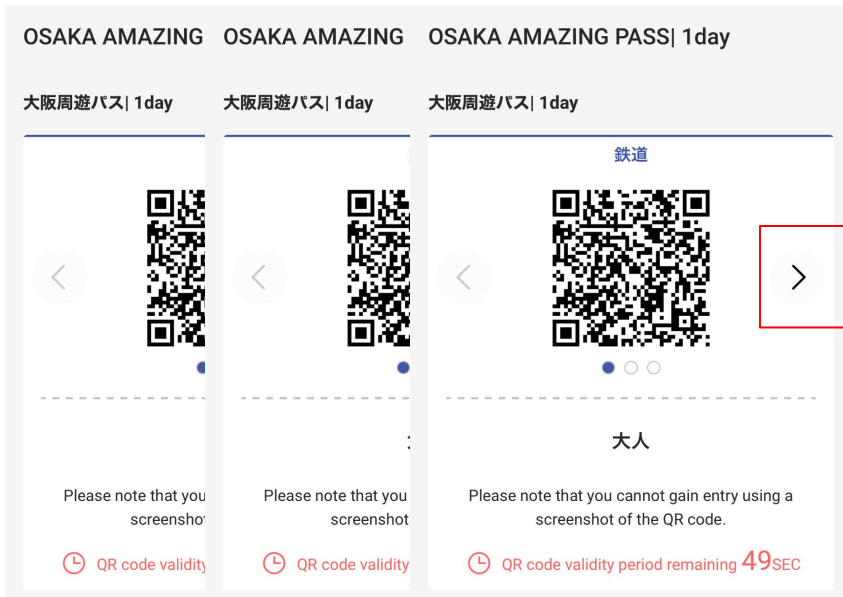 OSAKA AMAZING
大阪周遊パス| 1day
Please note that you
screenshot
QR code validity
OSAKA AMAZING
大阪周遊パス| 1day
Please note that you
screenshot
QR code validity
OSAKA AMAZING PASS| 1day
大阪周遊パス| 1day
鉄道
大人
Please note that you cannot gain entry using a
screenshot of the QR code.
QR code validity period remaining 49SEC